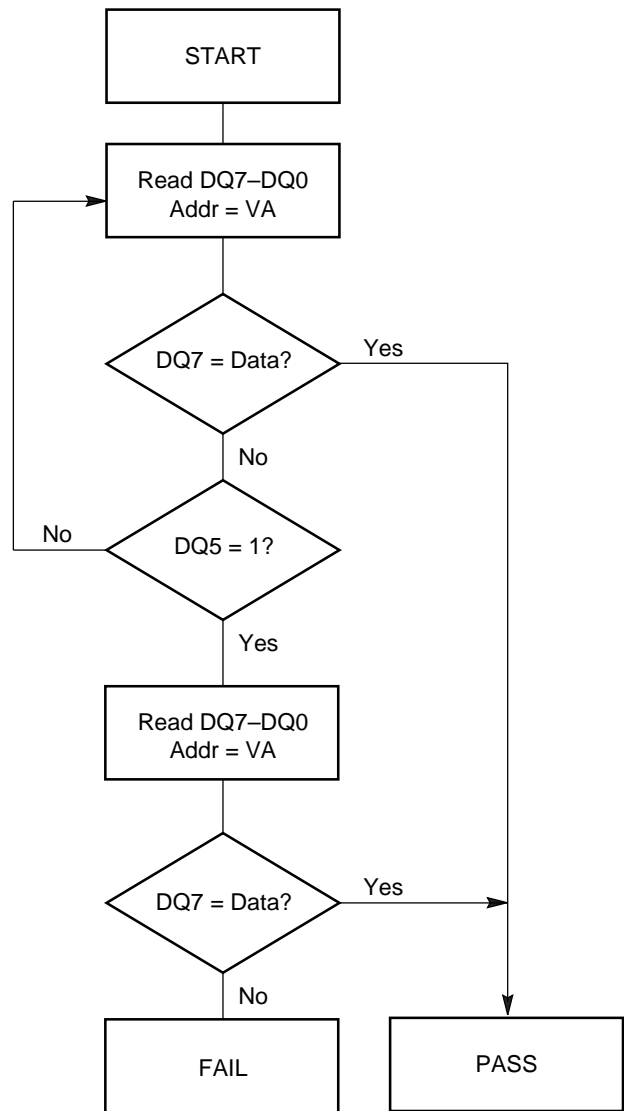 START
Read DQ7–DQ0
Addr = VA
DQ7 = Data?
Yes
No
No
DQ5 = 1?
Yes
Read DQ7–DQ0
Addr = VA
DQ7 = Data?
Yes
No
FAIL
PASS